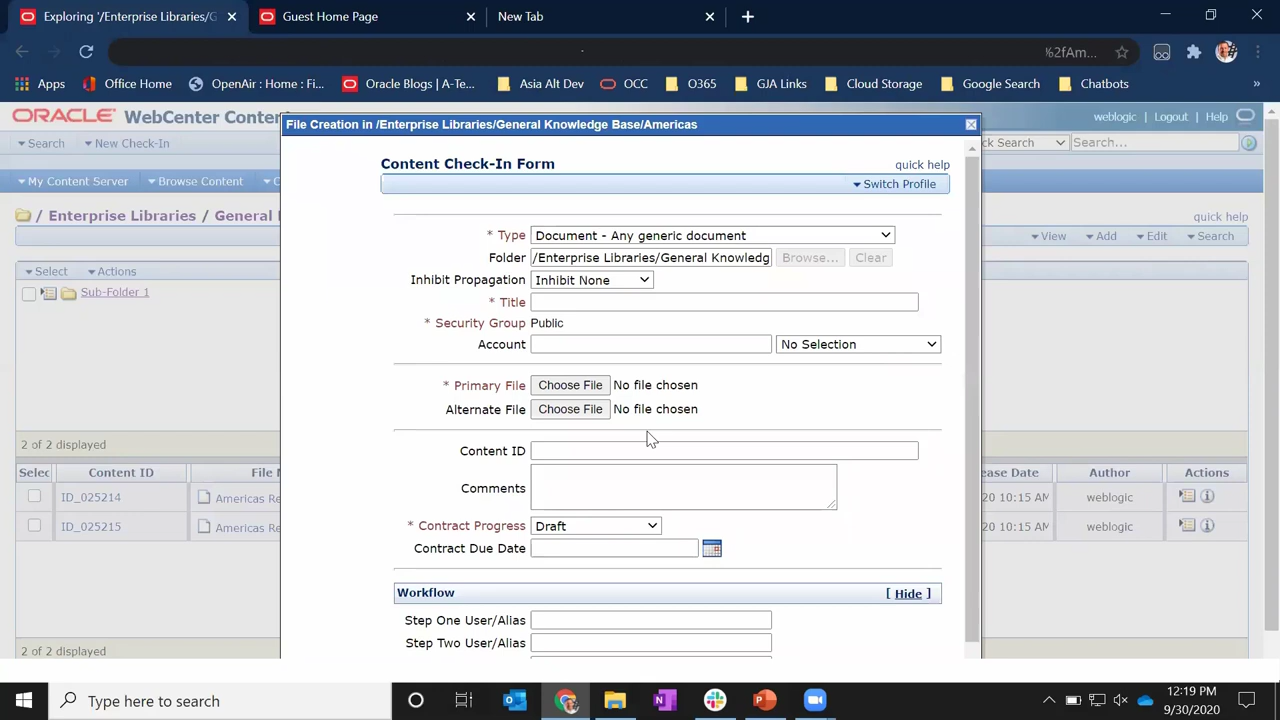 Exploring '/Enterprise Libraries/G
Guest Home Page
New Tab
%2fAm...
Apps
Office Home
OpenAir : Home : Fi...
Oracle Blogs | A-Te...
Asia Alt Dev
OCC
O365
GJA Links
Cloud Storage
Google Search
Chatbots
»
ORACLE WebCenter Conten
weblogic | Logout | Help
Search
New Check-In
ck Search
Search...
My Content Server
Browse Content
/ Enterprise Libraries / General
quick help
View
Add
Edit
Search
Select
Actions
Sub-Folder 1
2 of 2 displayed
Selec
Content ID
File N
ease Date
Author
Actions
ID_025214
Americas Re
20 10:15 AM
weblogic
ID_025215
Americas Re
20 10:15 AM
weblogic
2 of 2 displayed
File Creation in /Enterprise Libraries/General Knowledge Base/Americas
Content Check-In Form
quick help
Switch Profile
* Type Document - Any generic document
Folder /Enterprise Libraries/General Knowledg Browse... Clear
Inhibit Propagation Inhibit None
* Title
* Security Group Public
Account No Selection
* Primary File Choose File No file chosen
Alternate File Choose File No file chosen
Content ID
Comments
* Contract Progress Draft
Contract Due Date
Workflow [ Hide ]
Step One User/Alias
Step Two User/Alias
Type here to search
12:19 PM
9/30/2020